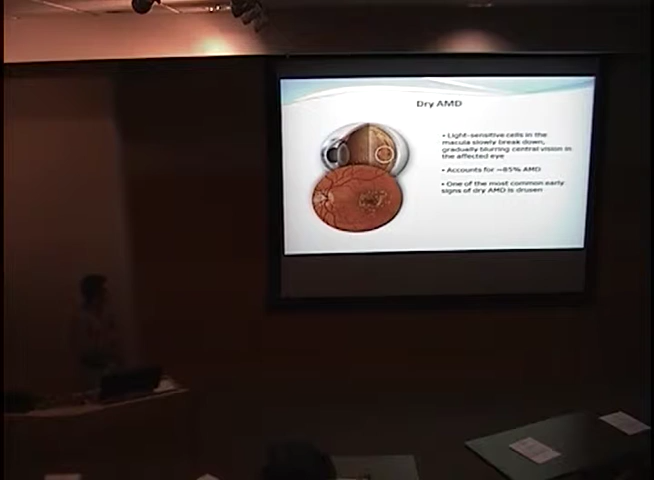 Dry AMD
• Light-sensitive cells in the
macula slowly break down,
gradually blurring central vision in
the affected eye
• Accounts for ~85% AMD
• One of the most common early
signs of dry AMD is drusen